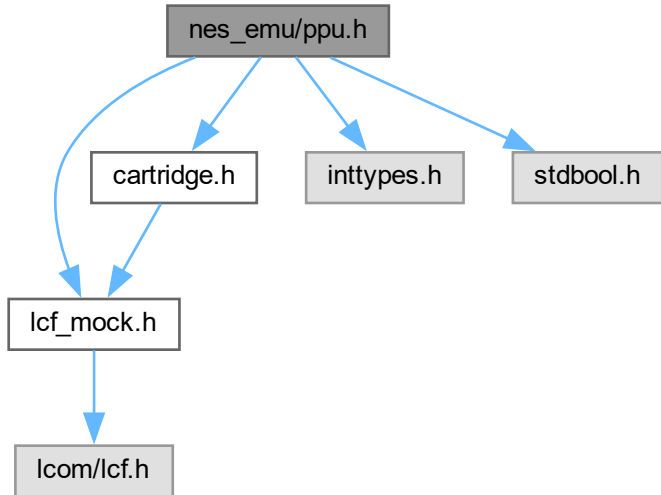 nes_emu/ppu.h
cartridge.h
inttypes.h
stdbool.h
lcf_mock.h
lcom/lcf.h